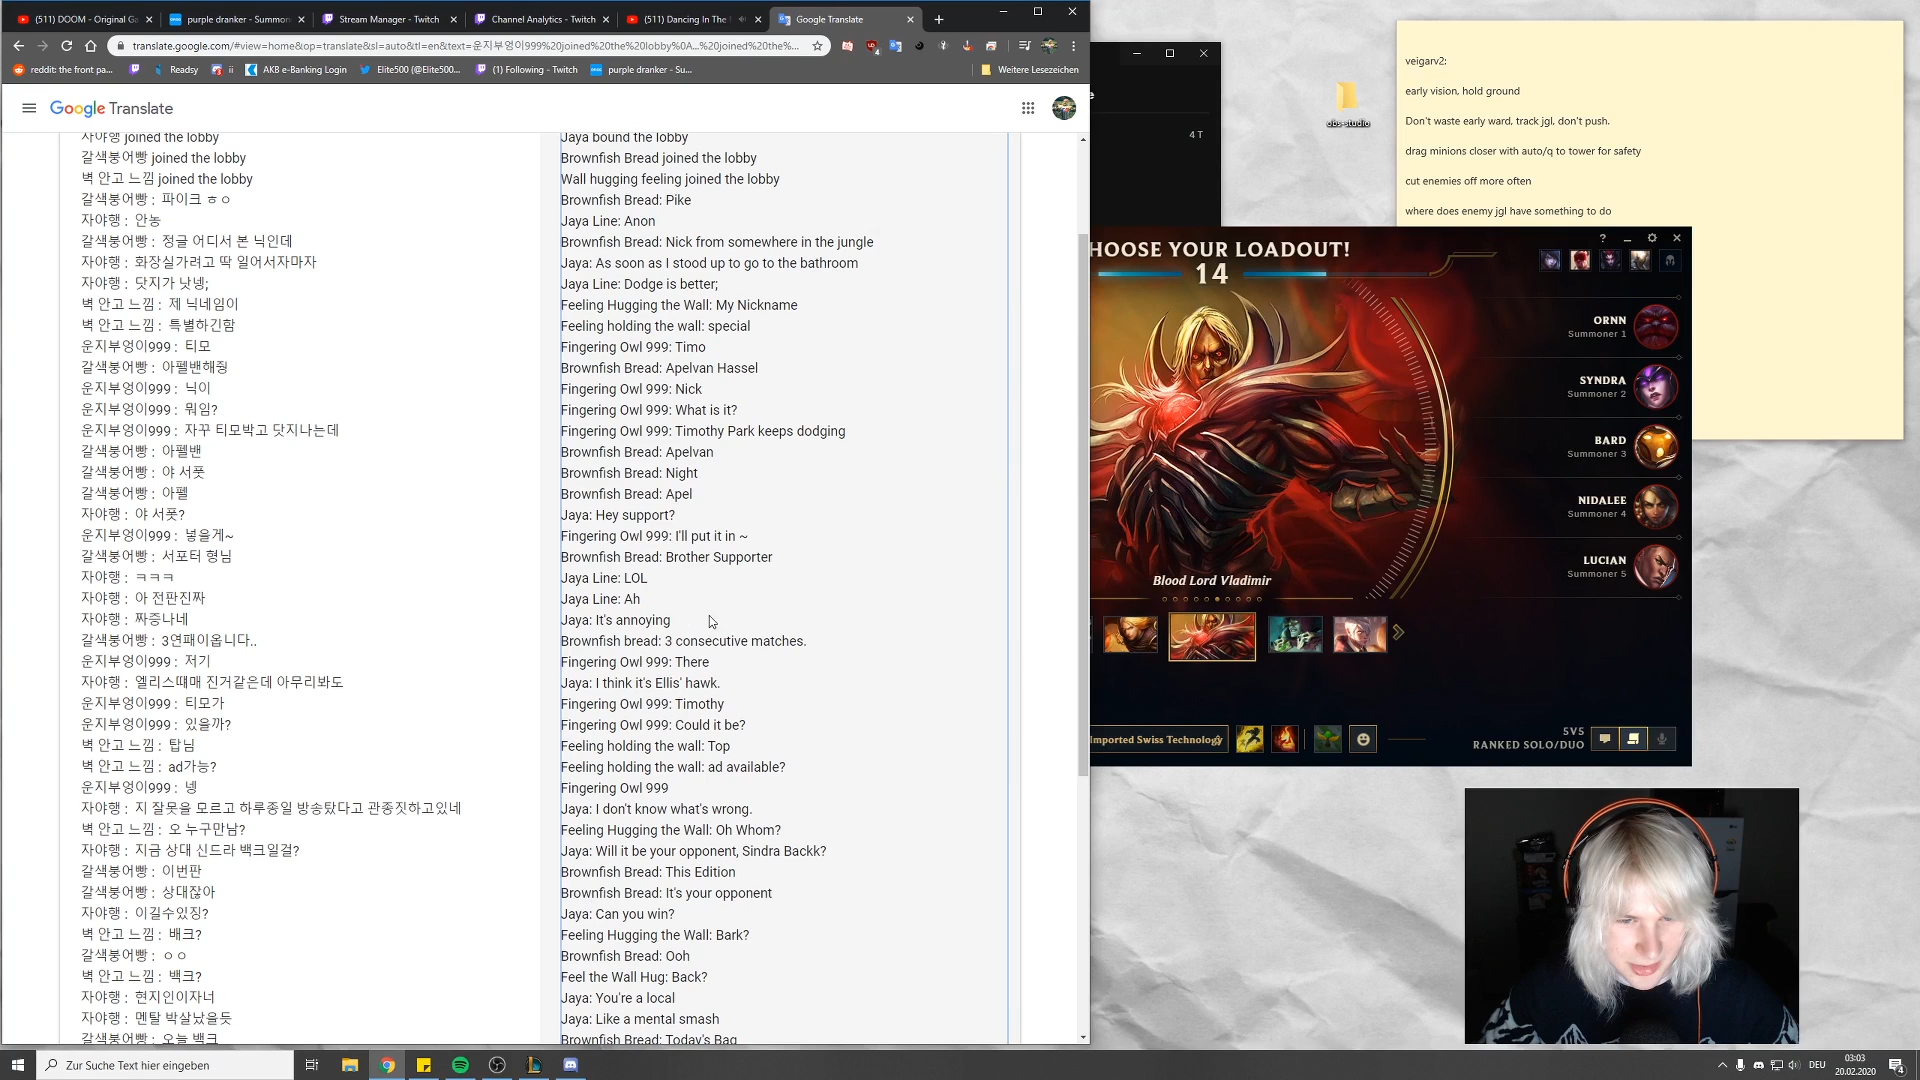 (511) DOOM - Original Ga
purple dranker - Summon
Stream Manager - Twitch
Channel Analytics - Twitch
(511) Dancing In The
Google Translate
translate.google.com/#view=home&op=translate&sl=auto&tl=en&text=운지부엉이999%20joined%20the%20lobby%0A...%20joined%20the%...
reddit: the front pa...
Readsy
ii
AKB e-Banking Login
Elite500 (@Elite500...
(1) Following - Twitch
purple dranker - Su...
Weitere Lesezeichen
Google Translate
자야행 joined the lobby
갈색붕어빵 joined the lobby
벽 안고 느낌 joined the lobby
갈색붕어빵 : 파이크 ㅎㅇ
자야행 : 안농
갈색붕어빵 : 정글 어디서 본 닉인데
자야행 : 화장실가려고 딱 일어서자마자
자야행 : 닷지가 낫넹;
벽 안고 느낌 : 제 닉네임이
벽 안고 느낌 : 특별하긴함
운지부엉이999 : 티모
갈색붕어빵 : 아펠밴해줭
운지부엉이999 : 닉이
운지부엉이999 : 뭐임?
운지부엉이999 : 자꾸 티모박고 닷지나는데
갈색붕어빵 : 아펠밴
갈색붕어빵 : 야 서폿
갈색붕어빵 : 아펠
자야행 : 야 서폿?
운지부엉이999 : 넣을게~
갈색붕어빵 : 서포터 형님
자야행 : ㅋㅋㅋ
자야행 : 아 전판진짜
자야행 : 짜증나네
갈색붕어빵 : 3연패이옵니다..
운지부엉이999 : 저기
자야행 : 엘리스떄매 진거같은데 아무리봐도
운지부엉이999 : 티모가
운지부엉이999 : 있을까?
벽 안고 느낌 : 탑님
벽 안고 느낌 : ad가능?
운지부엉이999 : 넹
자야행 : 지 잘못을 모르고 하루종일 방송탔다고 관종짓하고있네
벽 안고 느낌 : 오 누구만남?
자야행 : 지금 상대 신드라 백크일걸?
갈색붕어빵 : 이번판
갈색붕어빵 : 상대잖아
자야행 : 이길수있징?
벽 안고 느낌 : 배크?
갈색붕어빵 : ㅇㅇ
벽 안고 느낌 : 백크?
자야행 : 현지인이자너
자야행 : 멘탈 박살났을듯
갈색붕어빵 : 오늘 백크
Jaya bound the lobby
Brownfish Bread joined the lobby
Wall hugging feeling joined the lobby
Brownfish Bread: Pike
Jaya Line: Anon
Brownfish Bread: Nick from somewhere in the jungle
Jaya: As soon as I stood up to go to the bathroom
Jaya Line: Dodge is better;
Feeling Hugging the Wall: My Nickname
Feeling holding the wall: special
Fingering Owl 999: Timo
Brownfish Bread: Apelvan Hassel
Fingering Owl 999: Nick
Fingering Owl 999: What is it?
Fingering Owl 999: Timothy Park keeps dodging
Brownfish Bread: Apelvan
Brownfish Bread: Night
Brownfish Bread: Apel
Jaya: Hey support?
Fingering Owl 999: I'll put it in ~
Brownfish Bread: Brother Supporter
Jaya Line: LOL
Jaya Line: Ah
Jaya: It's annoying
Brownfish bread: 3 consecutive matches.
Fingering Owl 999: There
Jaya: I think it's Ellis' hawk.
Fingering Owl 999: Timothy
Fingering Owl 999: Could it be?
Feeling holding the wall: Top
Feeling holding the wall: ad available?
Fingering Owl 999
Jaya: I don't know what's wrong.
Feeling Hugging the Wall: Oh Whom?
Jaya: Will it be your opponent, Sindra Backk?
Brownfish Bread: This Edition
Brownfish Bread: It's your opponent
Jaya: Can you win?
Feeling Hugging the Wall: Bark?
Brownfish Bread: Ooh
Feel the Wall Hug: Back?
Jaya: You're a local
Jaya: Like a mental smash
Brownfish Bread: Today's Bag
e
4 T
obs-studio
veigarv2:
early vision, hold ground
Don't waste early ward, track jgl, don't push.
drag minions closer with auto/q to tower for safety
cut enemies off more often
where does enemy jgl have something to do
HOOSE YOUR LOADOUT!
14
ORNN
Summoner 1
SYNDRA
Summoner 2
BARD
Summoner 3
NIDALEE
Summoner 4
LUCIAN
Summoner 5
Blood Lord Vladimir
Imported Swiss Technology
5V5
RANKED SOLO/DUO
Zur Suche Text hier eingeben
DEU
03:03
20.02.2020
4